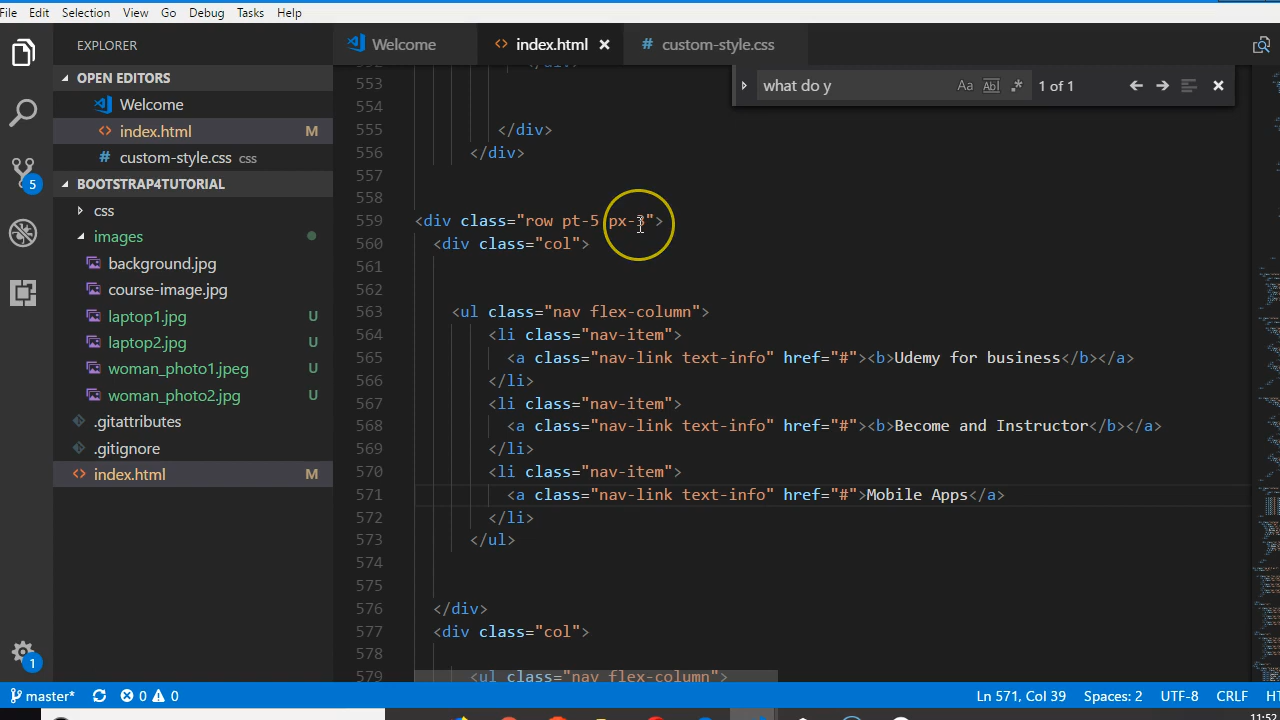 File Edit Selection View Go Debug Tasks Help
EXPLORER
OPEN EDITORS
Welcome
index.html M
custom-style.css css
BOOTSTRAP4TUTORIAL
css
images
background.jpg
course-image.jpg
laptop1.jpg U
laptop2.jpg U
woman_photo1.jpeg U
woman_photo2.jpg U
.gitattributes
.gitignore
index.html M
5
1
Welcome index.html custom-style.css
what do y Aa Abl .* 1 of 1
553
554
555 </div>
556 </div>
557
558
559 <div class="row pt-5 px-3">
560 <div class="col">
561
562
563 <ul class="nav flex-column">
564 <li class="nav-item">
565 <a class="nav-link text-info" href="#"><b>Udemy for business</b></a>
566 </li>
567 <li class="nav-item">
568 <a class="nav-link text-info" href="#"><b>Become and Instructor</b></a>
569 </li>
570 <li class="nav-item">
571 <a class="nav-link text-info" href="#">Mobile Apps</a>
572 </li>
573 </ul>
574
575
576 </div>
577 <div class="col">
578
579 <ul class="nav flex-column">
master* 0 0 Ln 571, Col 39 Spaces: 2 UTF-8 CRLF
11:52